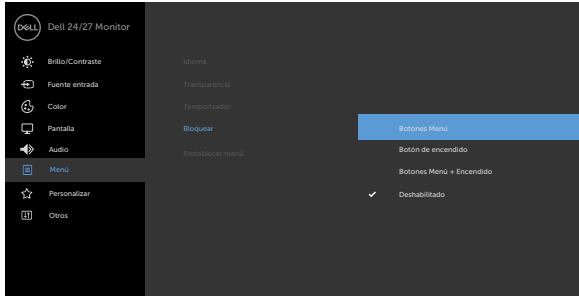 DELL
Dell 24/27 Monitor
Brillo/Contraste
Fuente entrada
Color
Pantalla
Audio
Menú
Personalizar
Otros
Idioma
Transparencia
Temporizador
Bloquear
Restablecer menú
Botones Menú
Botón de encendido
Botones Menú + Encendido
Deshabilitado